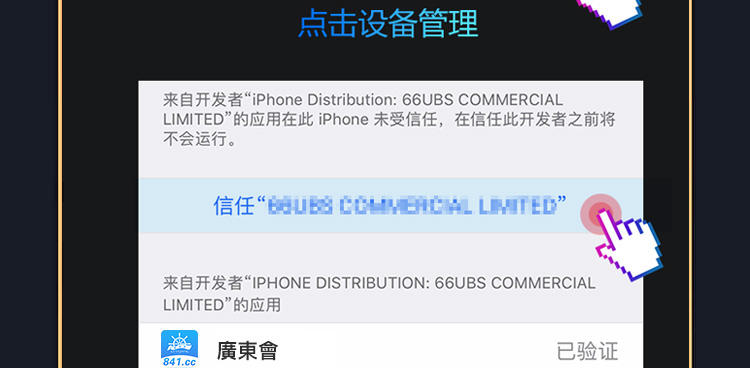 点击设备管理
来自开发者“iPhone Distribution: 66UBS COMMERCIAL
LIMITED”的应用在此 iPhone 未受信任，在信任此开发者之前将
不会运行。
信任“66UBS COMMERCIAL LIMITED”
来自开发者“IPHONE DISTRIBUTION: 66UBS COMMERCIAL
LIMITED”的应用
841.cc
廣東會
已验证